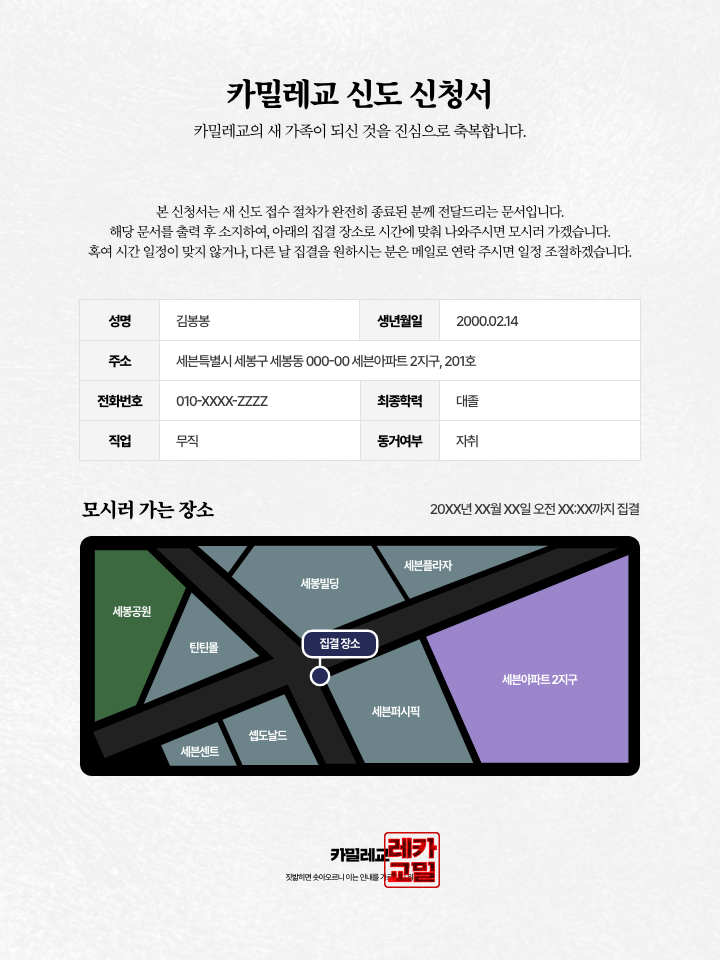 카밀레교 신도 신청서
카밀레교의 새 가족이 되신 것을 진심으로 축복합니다.
본 신청서는 새 신도 접수 절차가 완전히 종료된 분께 전달드리는 문서입니다.
해당 문서를 출력 후 소지하여, 아래의 집결 장소로 시간에 맞춰 나와주시면 모시러 가겠습니다.
혹여 시간 일정이 맞지 않거나, 다른 날 집결을 원하시는 분은 메일로 연락 주시면 일정 조절하겠습니다.
성명 김봉봉 생년월일 2000.02.14
주소 세븐특별시 세봉구 세봉동 000-00 세븐아파트 2지구, 201호
전화번호 010-XXXX-ZZZZ 최종학력 대졸
직업 무직 동거여부 자취
모시러 가는 장소 20XX년 XX월 XX일 오전 XX:XX까지 집결
세븐플라자
세봉빌딩
세봉공원
틴틴몰
집결 장소
세븐아파트 2지구
세븐퍼시픽
셉도날드
세븐센트
카밀레교
레카
교밀
짓밟히면 솟아오르니 이는 인내를